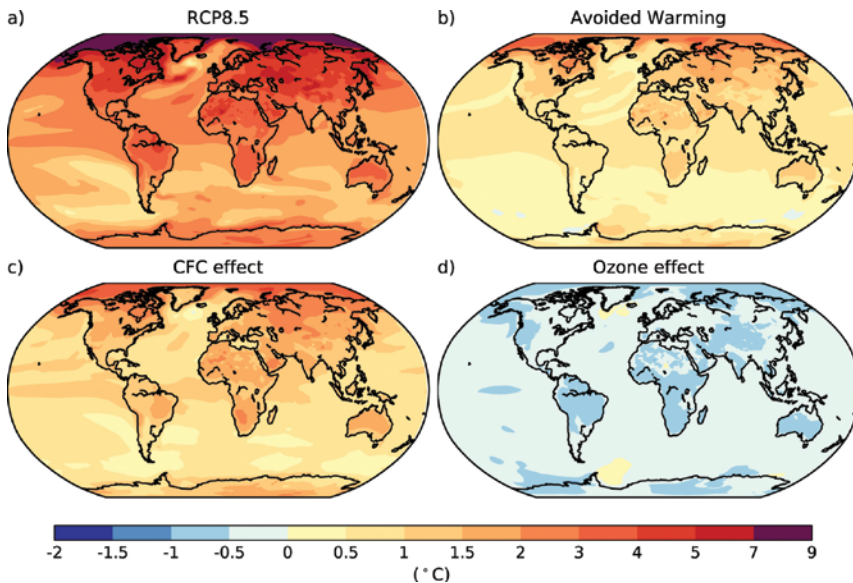 a) RCP8.5
b) Avoided Warming
c) CFC effect
d) Ozone effect
-2 -1.5 -1 -0.5 0 0.5 1 1.5 2 3 4 5 7 9
(°C)